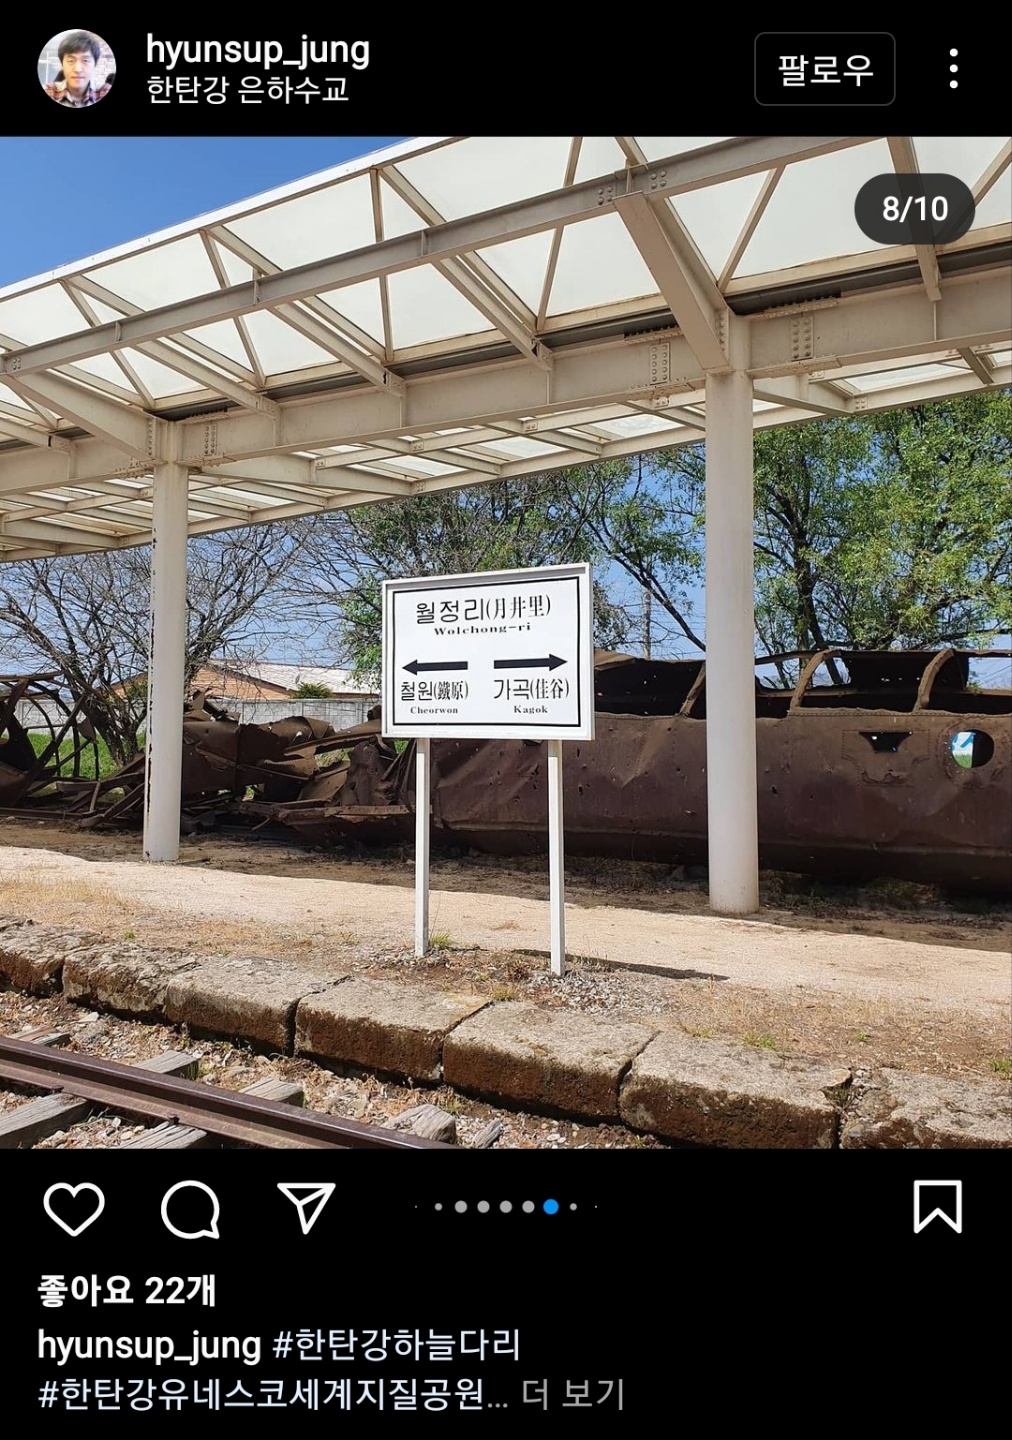 hyunsup_jung
한탄강 은하수교
팔로우
8/10
월정리(月井里)
Wolchong-ri
철원(鐵原) 가곡(佳谷)
Cheorwon Kagok
좋아요 22개
hyunsup_jung #한탄강하늘다리
#한탄강유네스코세계지질공원... 더 보기